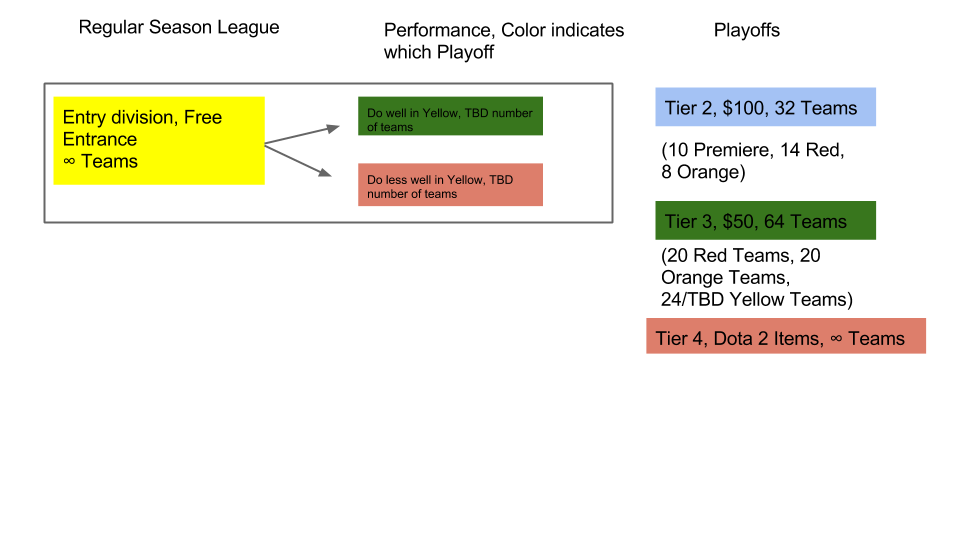 Regular Season League
Performance, Color indicates
which Playoff
Playoffs
Entry division, Free
Entrance
∞ Teams
Do well in Yellow, TBD number
of teams
Do less well in Yellow, TBD
number of teams
Tier 2, $100, 32 Teams
(10 Premiere, 14 Red,
8 Orange)
Tier 3, $50, 64 Teams
(20 Red Teams, 20
Orange Teams,
24/TBD Yellow Teams)
Tier 4, Dota 2 Items, ∞ Teams